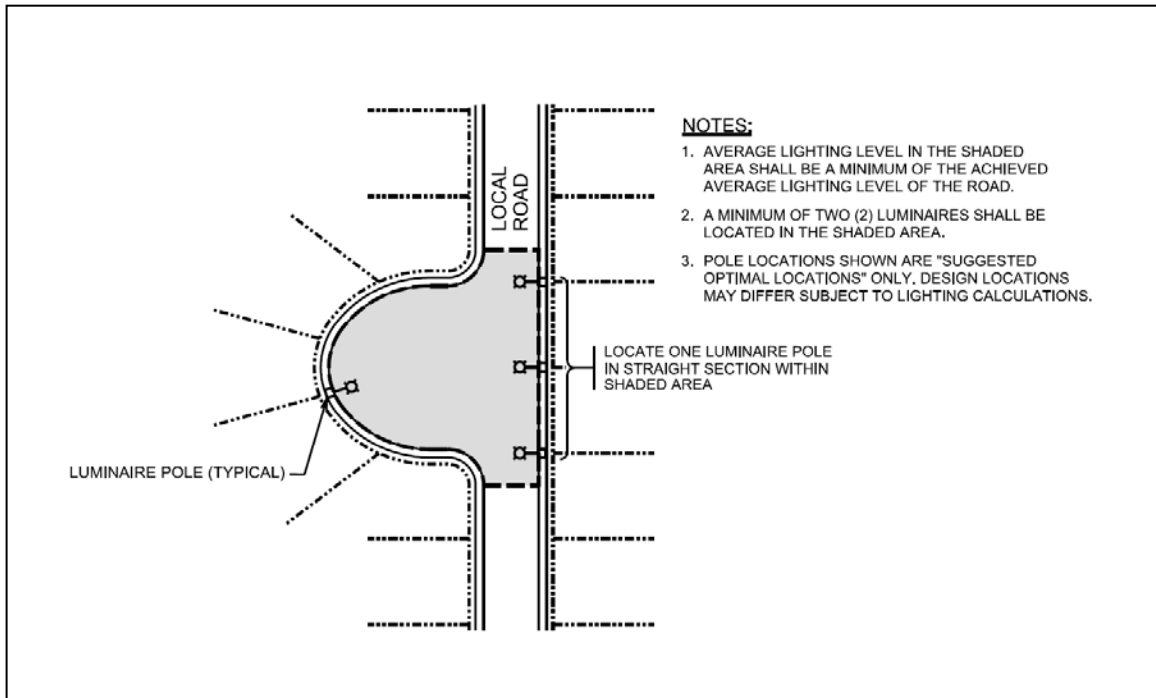 LOCAL
ROAD
NOTES:
1. AVERAGE LIGHTING LEVEL IN THE SHADED
AREA SHALL BE A MINIMUM OF THE ACHIEVED
AVERAGE LIGHTING LEVEL OF THE ROAD.
2. A MINIMUM OF TWO (2) LUMINAIRES SHALL BE
LOCATED IN THE SHADED AREA.
3. POLE LOCATIONS SHOWN ARE "SUGGESTED
OPTIMAL LOCATIONS" ONLY. DESIGN LOCATIONS
MAY DIFFER SUBJECT TO LIGHTING CALCULATIONS.
LOCATE ONE LUMINAIRE POLE
IN STRAIGHT SECTION WITHIN
SHADED AREA
LUMINAIRE POLE (TYPICAL)